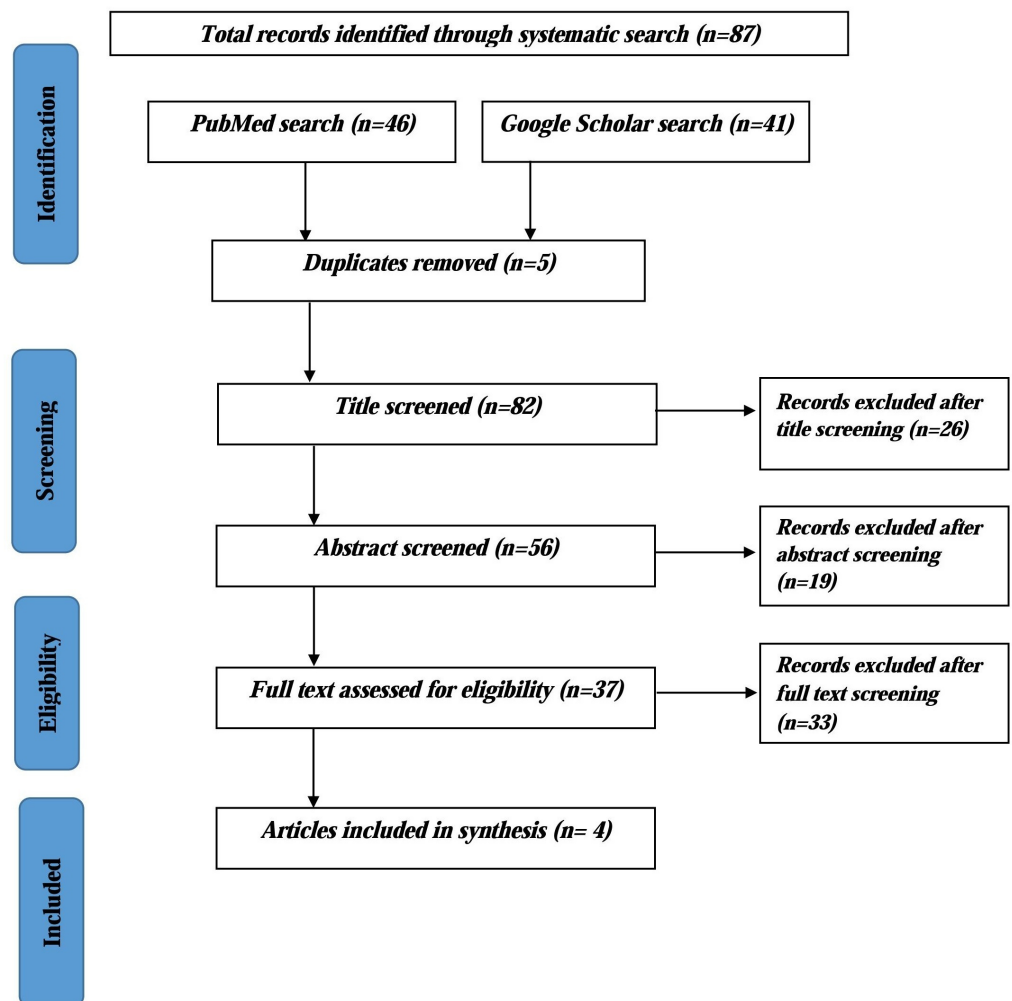 Total records identified through systematic search (n=87)
Identification
PubMed search (n=46)
Google Scholar search (n=41)
Duplicates removed (n=5)
Screening
Title screened (n=82)
Records excluded after
title screening (n=26)
Abstract screened (n=56)
Records excluded after
abstract screening
(n=19)
Eligibility
Full text assessed for eligibility (n=37)
Records excluded after
full text screening
(n=33)
Included
Articles included in synthesis (n= 4)